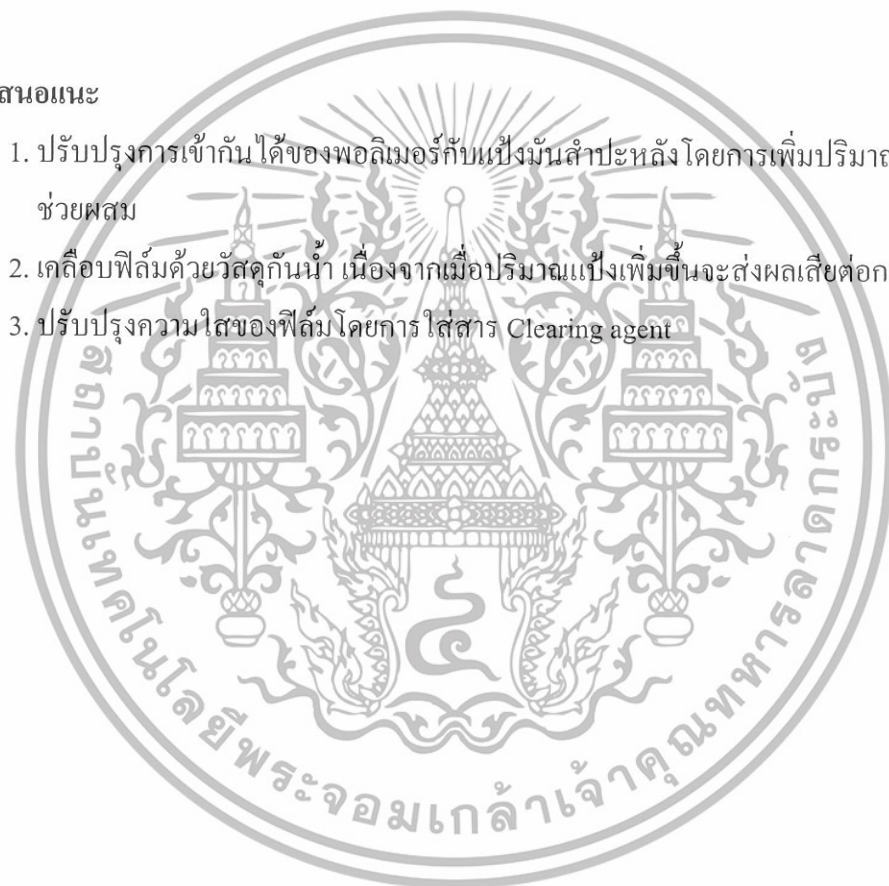 สนอแนะ
1. ปรับปรุงการเข้ากันได้ของพอลิเมอร์กับแป้งมันสำปะหลังโดยการเพิ่มปริมา
ช่วยผสม
2. เคลือบฟิล์มด้วยวัสดุกันน้ำ เนื่องจากเมื่อปริมาณแป้งเพิ่มขึ้นจะส่งผลเสียต่อก
3. ปรับปรุงความใสของฟิล์มโดยการใส่สาร Clearing agent
สถาบันเทคโนโลยีพระจอมเกล้าเจ้าคุณทหารลาดกระบัง
๕